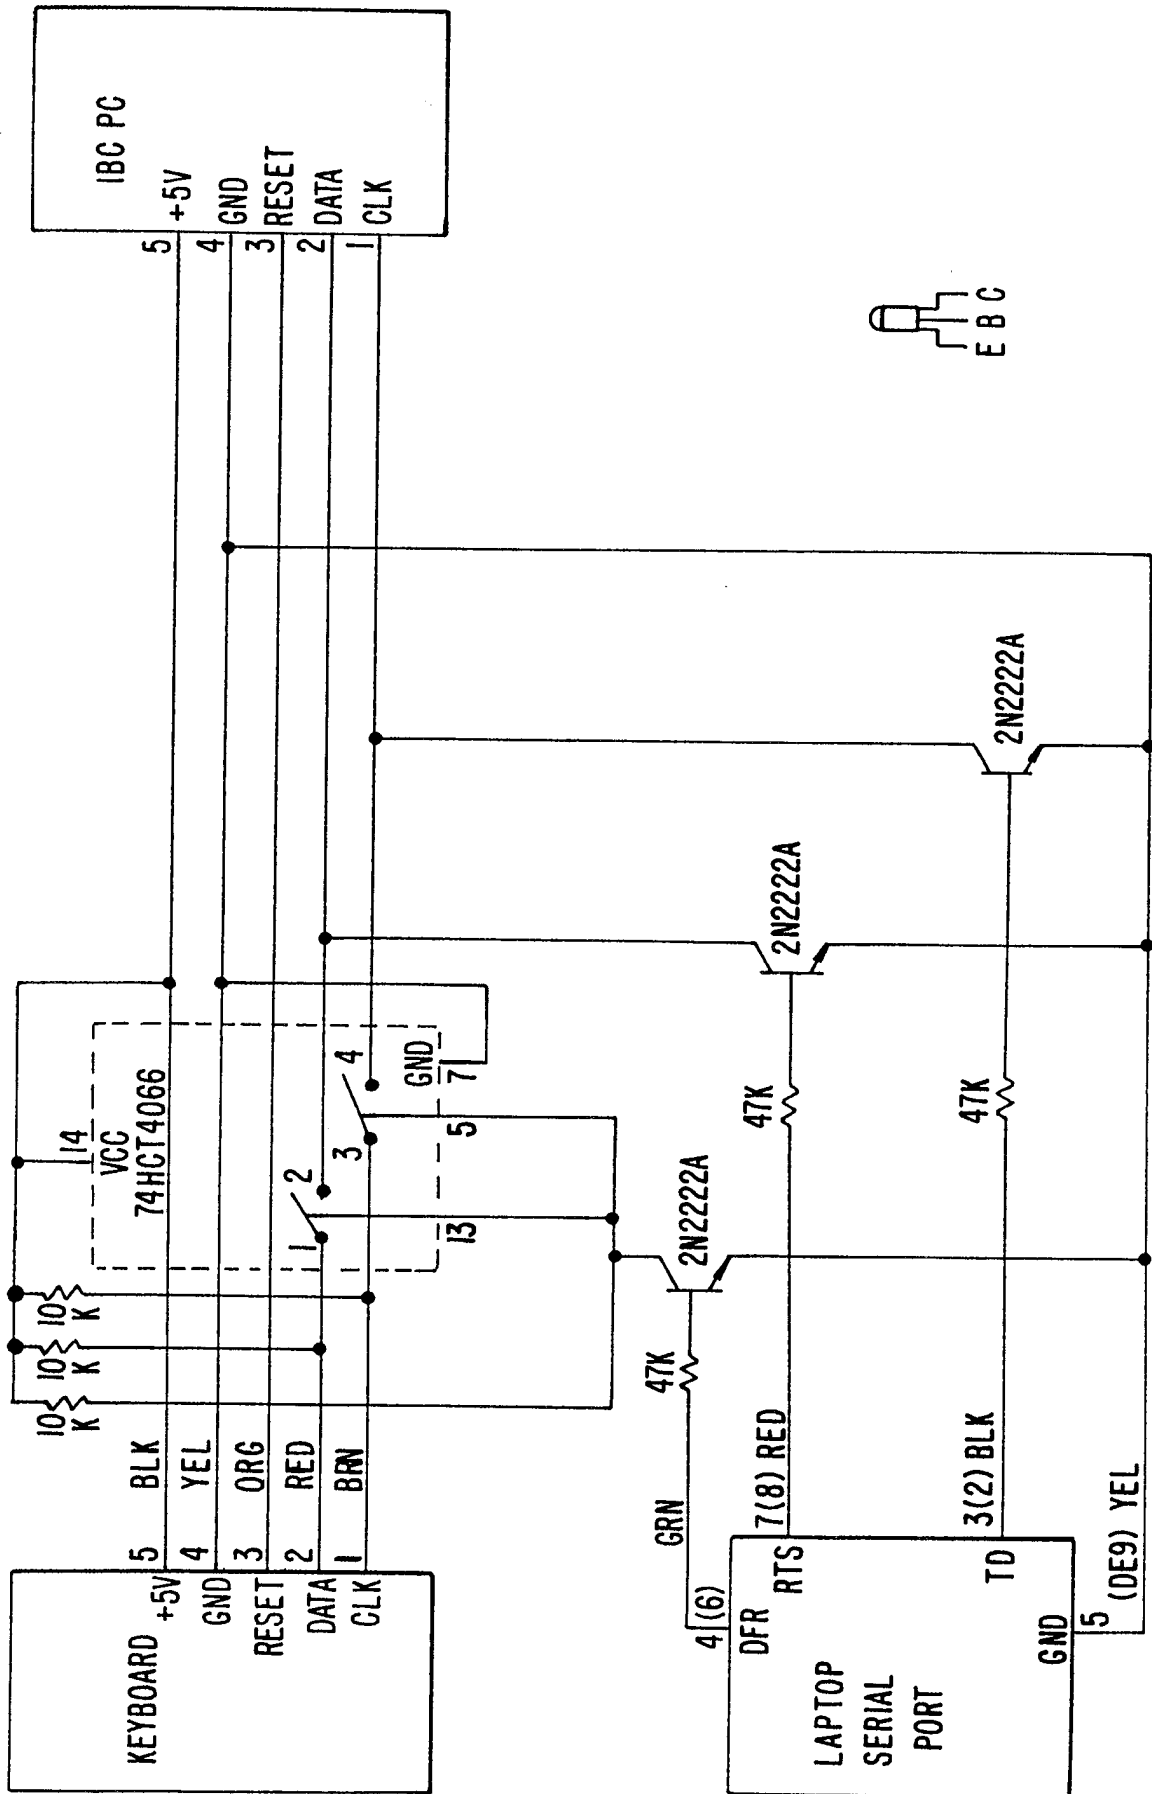 KEYBOARD
+5V 5 BLK
GND 4 YEL
RESET 3 ORG
DATA 2 RED
CLK 1 BRN
10
K
10
K
10
K
14
VCC
74HCT4066
1 2
3 4
GND
7
13
5
IBC PC
5 +5V
4 GND
3 RESET
2 DATA
1 CLK
LAPTOP
SERIAL
PORT
DFR
4(6)
GRN
47K
2N2222A
RTS
7(8) RED
47K
2N2222A
TD
3(2) BLK
47K
2N2222A
GND
5
(DE9) YEL
E
B
C